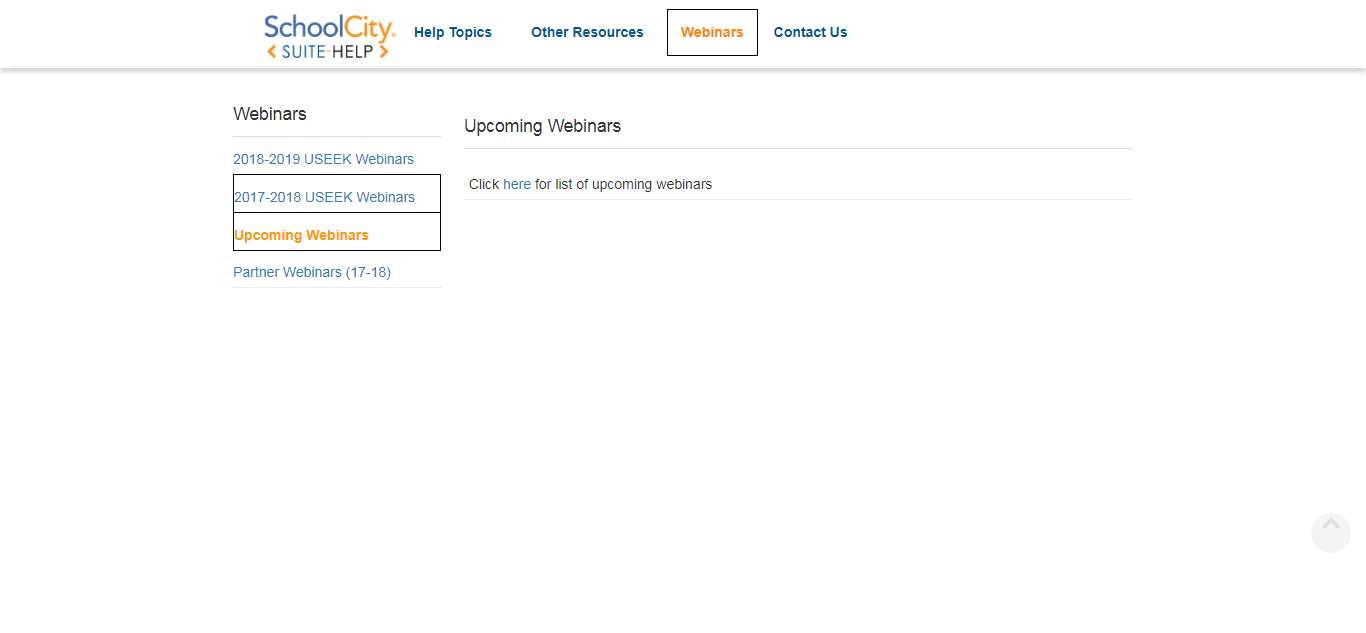 SchoolCity®
SUITE-HELP
Help Topics
Other Resources
Webinars
Contact Us
Webinars
2018-2019 USEEK Webinars
2017-2018 USEEK Webinars
Upcoming Webinars
Partner Webinars (17-18)
Upcoming Webinars
Click here for list of upcoming webinars